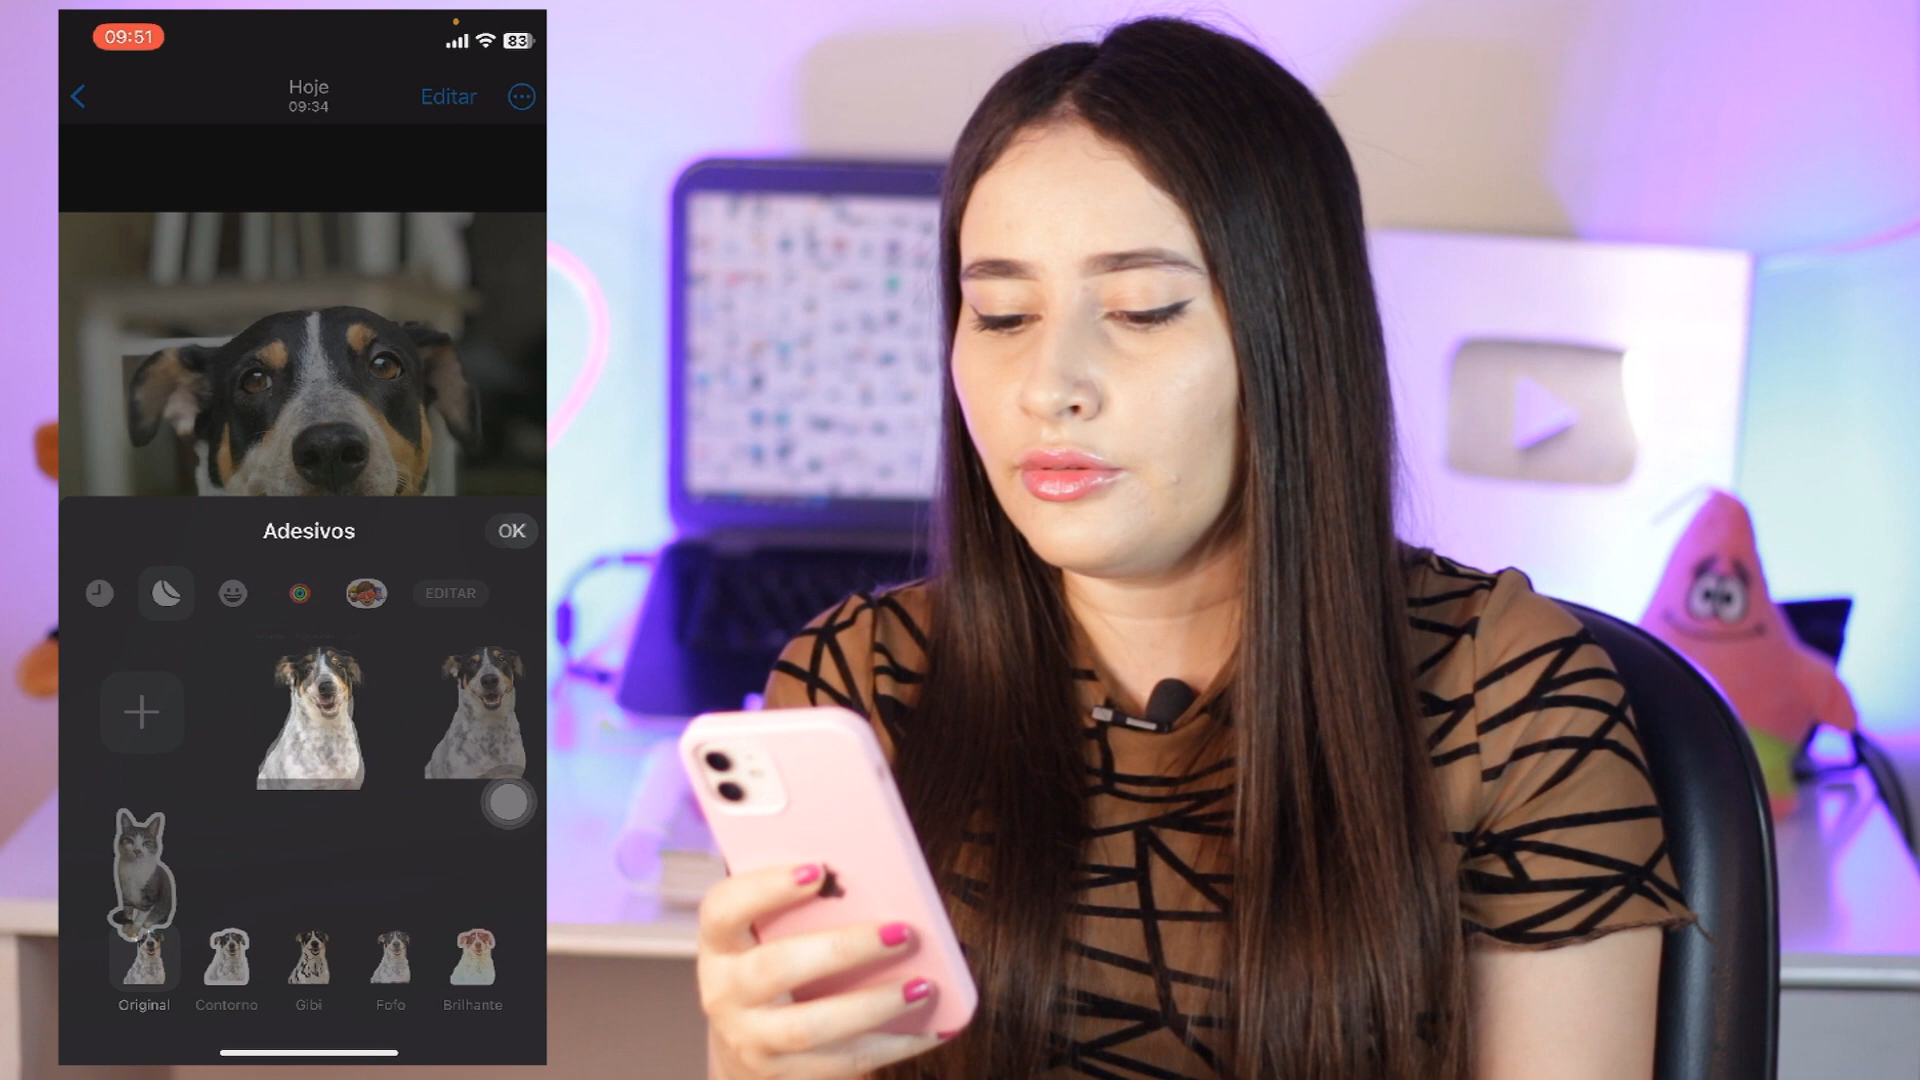 09:51
83
Hoje
09:34
Editar
Adesivos
OK
EDITAR
Original
Contorno
Gibi
Fofo
Brilhante